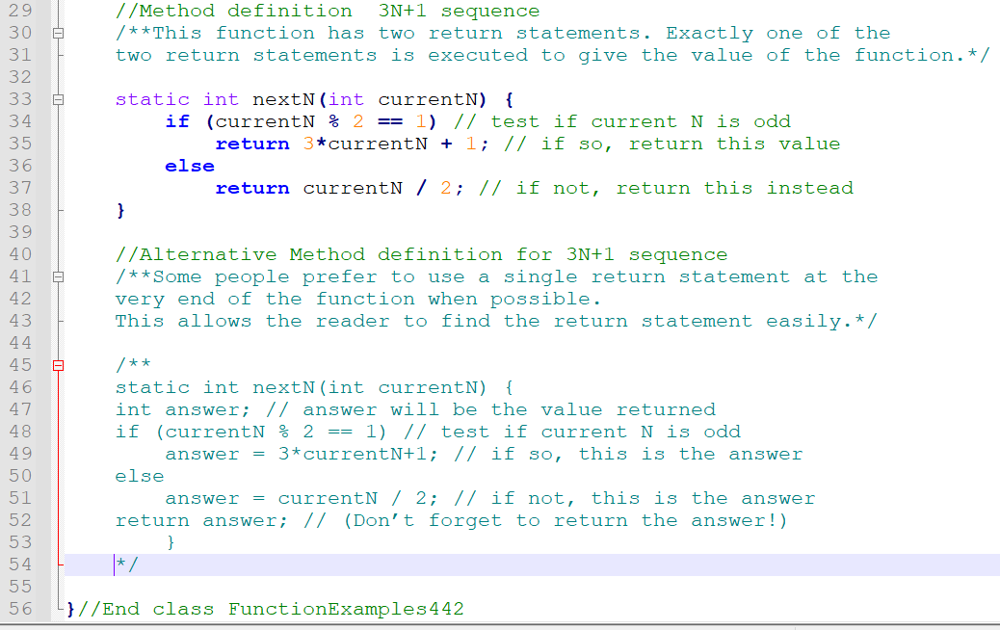 29 //Method definition  3N+1 sequence
30 /**This function has two return statements. Exactly one of the
31 two return statements is executed to give the value of the function.*/
32
33 static int nextN(int currentN) {
34     if (currentN % 2 == 1) // test if current N is odd
35         return 3*currentN + 1; // if so, return this value
36     else
37         return currentN / 2; // if not, return this instead
38 }
39
40 //Alternative Method definition for 3N+1 sequence
41 /**Some people prefer to use a single return statement at the
42 very end of the function when possible.
43 This allows the reader to find the return statement easily.*/
44
45 /**
46 static int nextN(int currentN) {
47 int answer; // answer will be the value returned
48 if (currentN % 2 == 1) // test if current N is odd
49     answer = 3*currentN+1; // if so, this is the answer
50 else
51     answer = currentN / 2; // if not, this is the answer
52 return answer; // (Don’t forget to return the answer!)
53     }
54 */
55
56 }//End class FunctionExamples442